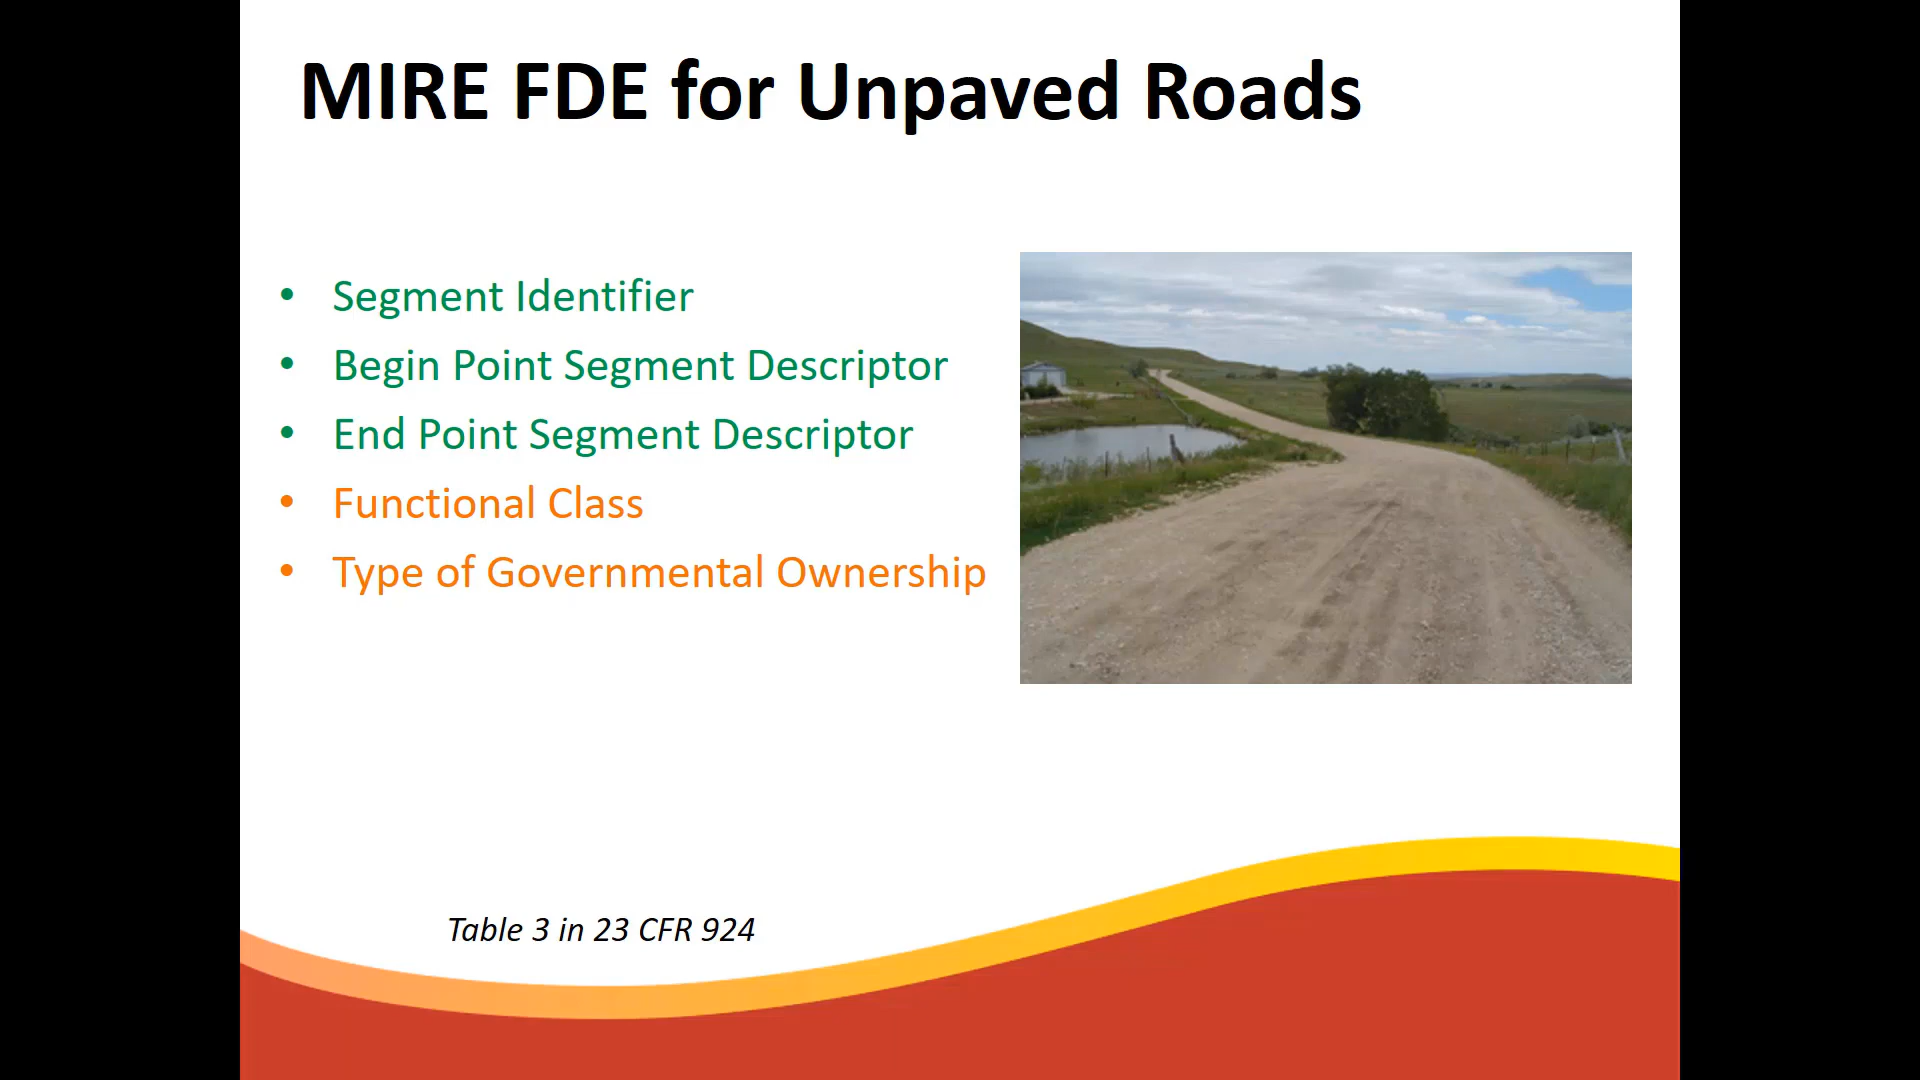 MIRE FDE for Unpaved Roads
• Segment Identifier
• Begin Point Segment Descriptor
• End Point Segment Descriptor
• Functional Class
• Type of Governmental Ownership
Table 3 in 23 CFR 924